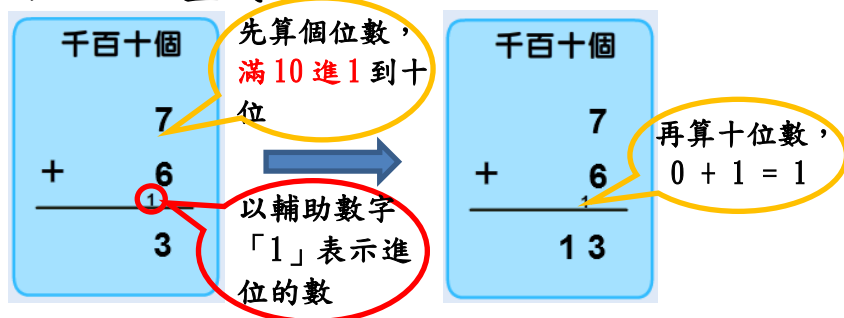 千百十個
7
+ 6
1
3
先算個位數，
滿10進1到十
位
以輔助數字
「1」表示進
位的數
千百十個
7
+ 6
1
1 3
再算十位數，
0 + 1 = 1